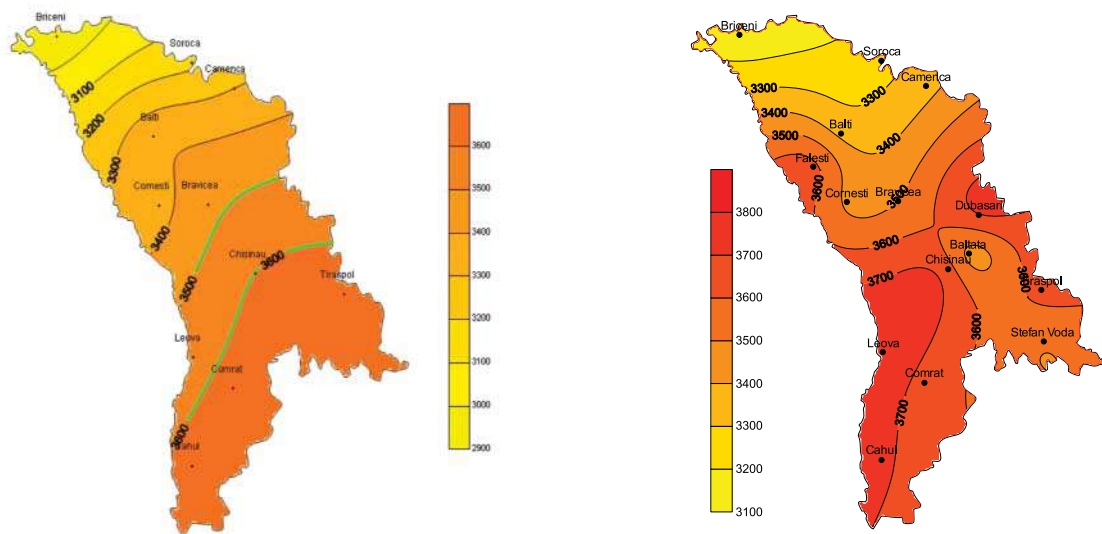 Briceni
Soroca
Camenca
3100
3200
Balti
3300
Cornesti
Bravicea
3400
Chisinau
3600
Tiraspol
3500
Leova
Comrat
3600
Cahul
3600
3500
3400
3300
3200
3100
3000
2900
Briceni
Soroca
Camenca
3300
3300
3400
Balti
3500
3400
Falesti
3600
Cornesti
Bravicea
Dubasari
3600
Baltata
Chisinau
3700
Tiraspol
3600
Stefan Voda
Leova
Comrat
3700
Cahul
3800
3700
3600
3500
3400
3300
3200
3100